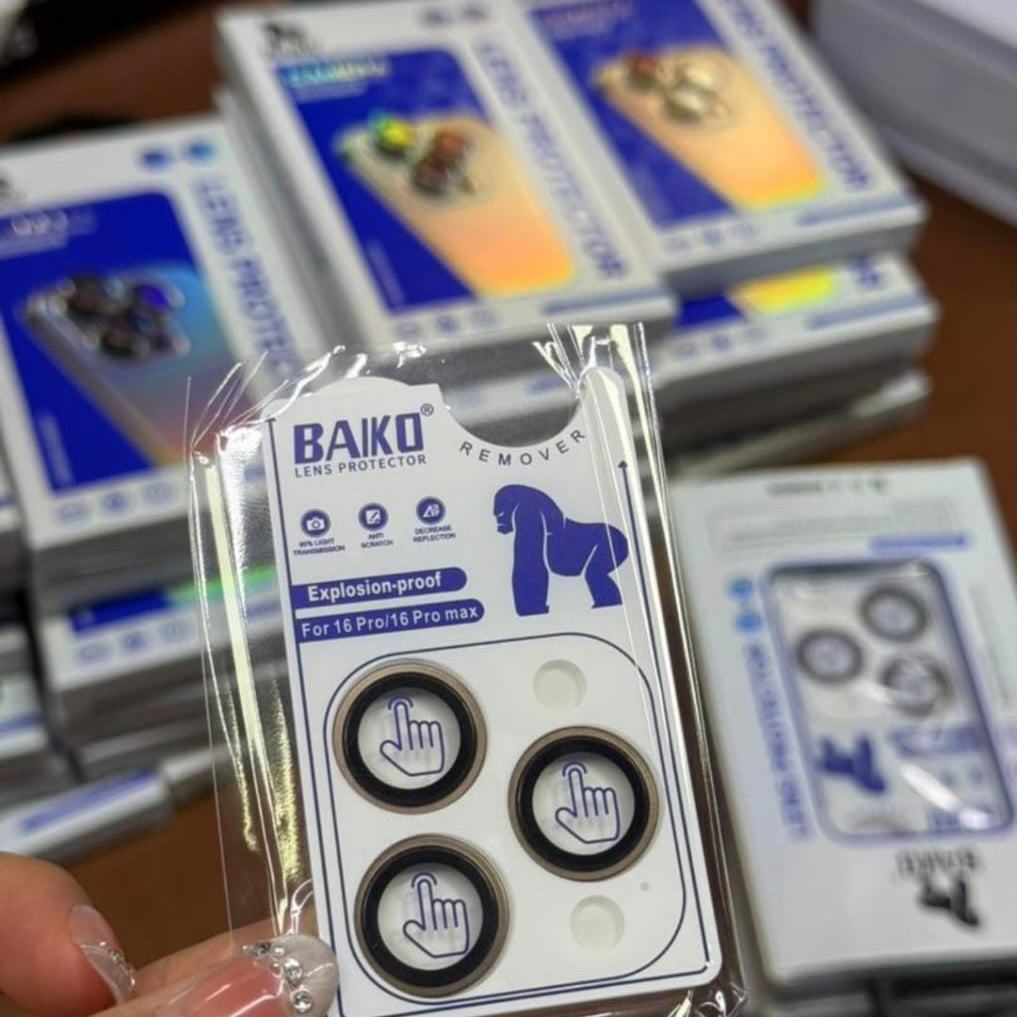 BAIKO®
LENS PROTECTOR
REMOVER
90% LIGHT
TRANSMISSION
ANTI
SCRATCH
DECREASE
REFLECTION
Explosion-proof
For 16 Pro/16 Pro max
LENS PROTECTOR
LENS PROTECTOR
LENS PROTECTOR